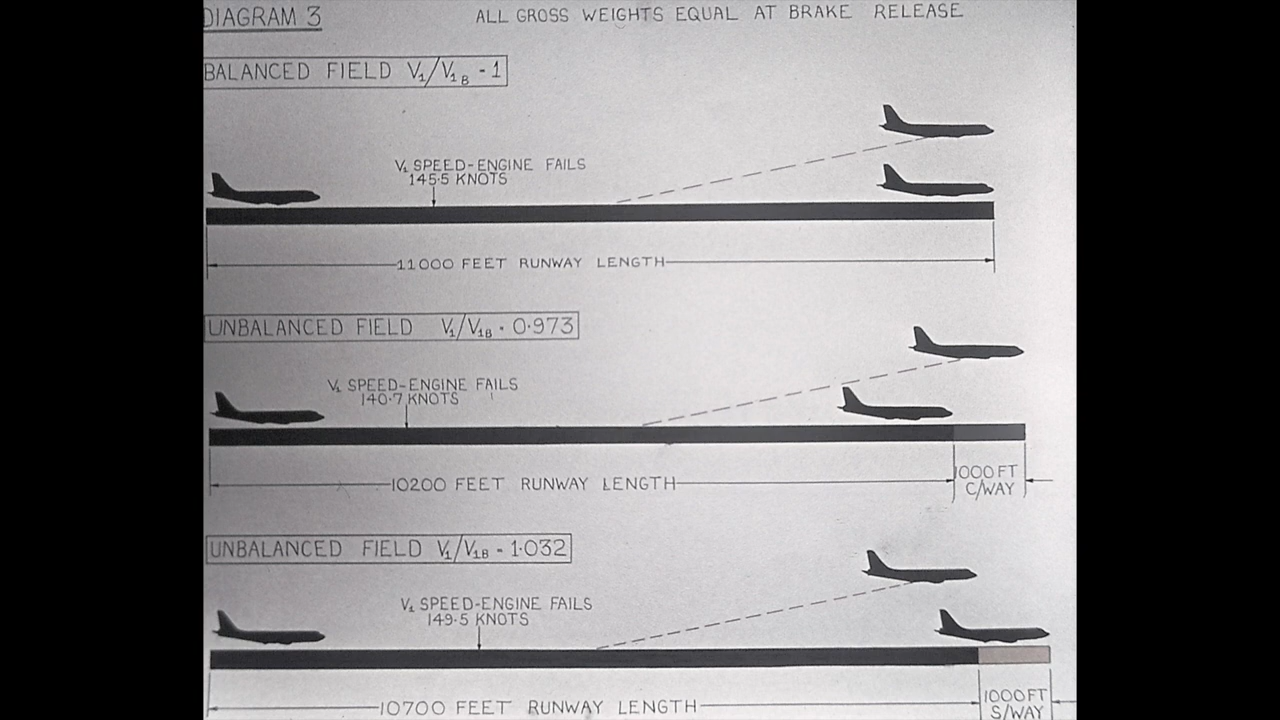 DIAGRAM 3
ALL GROSS WEIGHTS EQUAL AT BRAKE RELEASE
BALANCED FIELD V1/V1B - 1
V1 SPEED-ENGINE FAILS
145·5 KNOTS
11000 FEET RUNWAY LENGTH
UNBALANCED FIELD V1/V1B · 0·973
V1 SPEED-ENGINE FAILS
140·7 KNOTS
10200 FEET RUNWAY LENGTH
1000 FT
C/WAY
UNBALANCED FIELD V1/V1B - 1·032
V1 SPEED-ENGINE FAILS
149·5 KNOTS
10700 FEET RUNWAY LENGTH
1000 FT
S/WAY